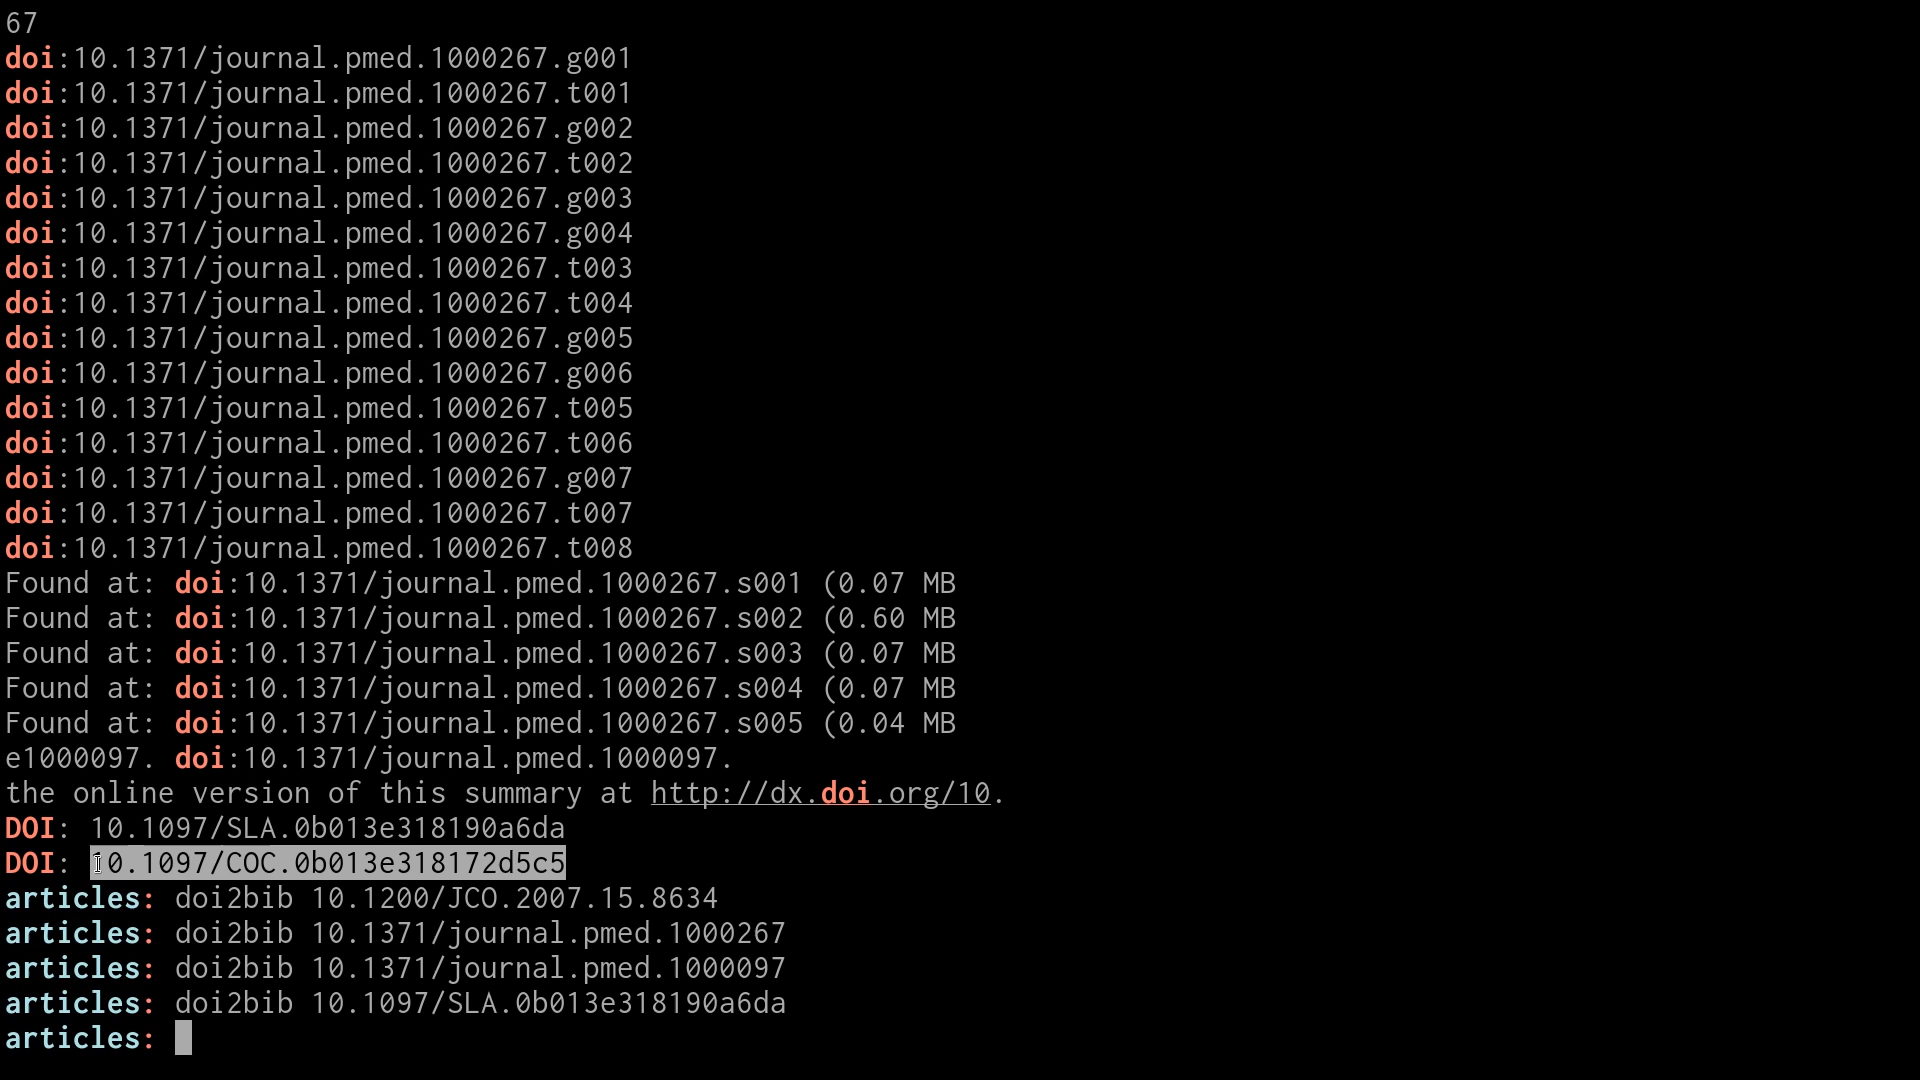 67
doi:10.1371/journal.pmed.1000267.g001
doi:10.1371/journal.pmed.1000267.t001
doi:10.1371/journal.pmed.1000267.g002
doi:10.1371/journal.pmed.1000267.t002
doi:10.1371/journal.pmed.1000267.g003
doi:10.1371/journal.pmed.1000267.g004
doi:10.1371/journal.pmed.1000267.t003
doi:10.1371/journal.pmed.1000267.t004
doi:10.1371/journal.pmed.1000267.g005
doi:10.1371/journal.pmed.1000267.g006
doi:10.1371/journal.pmed.1000267.t005
doi:10.1371/journal.pmed.1000267.t006
doi:10.1371/journal.pmed.1000267.g007
doi:10.1371/journal.pmed.1000267.t007
doi:10.1371/journal.pmed.1000267.t008
Found at: doi:10.1371/journal.pmed.1000267.s001 (0.07 MB
Found at: doi:10.1371/journal.pmed.1000267.s002 (0.60 MB
Found at: doi:10.1371/journal.pmed.1000267.s003 (0.07 MB
Found at: doi:10.1371/journal.pmed.1000267.s004 (0.07 MB
Found at: doi:10.1371/journal.pmed.1000267.s005 (0.04 MB
e1000097. doi:10.1371/journal.pmed.1000097.
the online version of this summary at http://dx.doi.org/10.
DOI: 10.1097/SLA.0b013e318190a6da
DOI: 10.1097/COC.0b013e318172d5c5
articles: doi2bib 10.1200/JCO.2007.15.8634
articles: doi2bib 10.1371/journal.pmed.1000267
articles: doi2bib 10.1371/journal.pmed.1000097
articles: doi2bib 10.1097/SLA.0b013e318190a6da
articles: